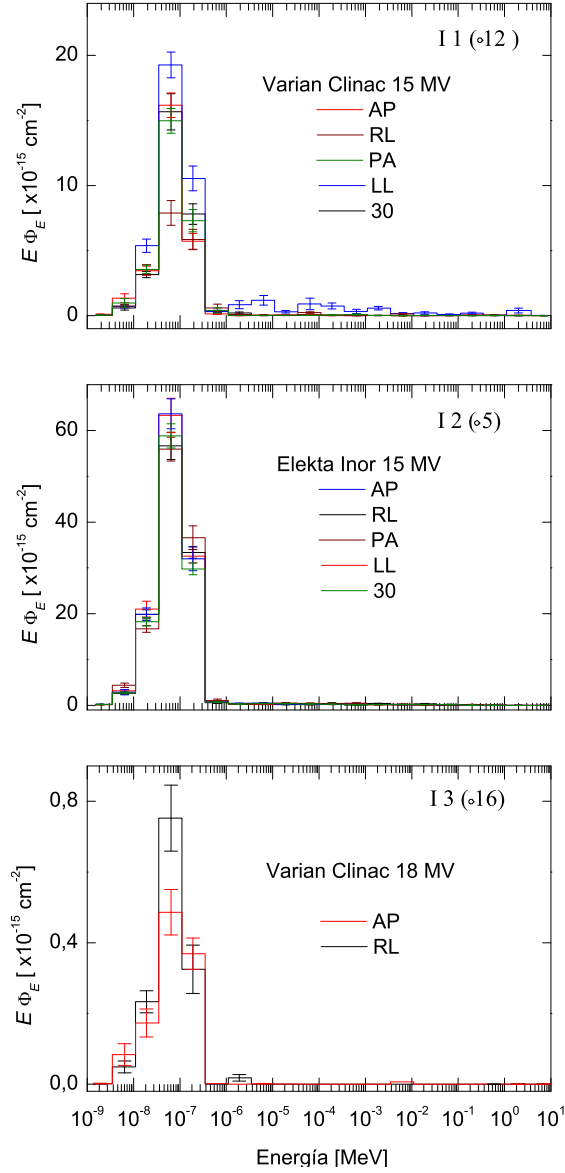 I 1 (∘12 )
20
Varian Clinac 15 MV
AP
RL
PA
LL
30
10
0
E Φ_E [ x10⁻¹⁵ cm⁻²]
I 2 (∘5)
60
Elekta Inor 15 MV
AP
RL
PA
LL
30
40
20
0
E Φ_E [ x10⁻¹⁵ cm⁻²]
I 3 (∘16)
0,8
Varian Clinac 18 MV
AP
RL
0,4
0,0
E Φ_E [ x10⁻¹⁵ cm⁻²]
10⁻⁹ 10⁻⁸ 10⁻⁷ 10⁻⁶ 10⁻⁵ 10⁻⁴ 10⁻³ 10⁻² 10⁻¹ 10⁰ 10¹
Energía [MeV]